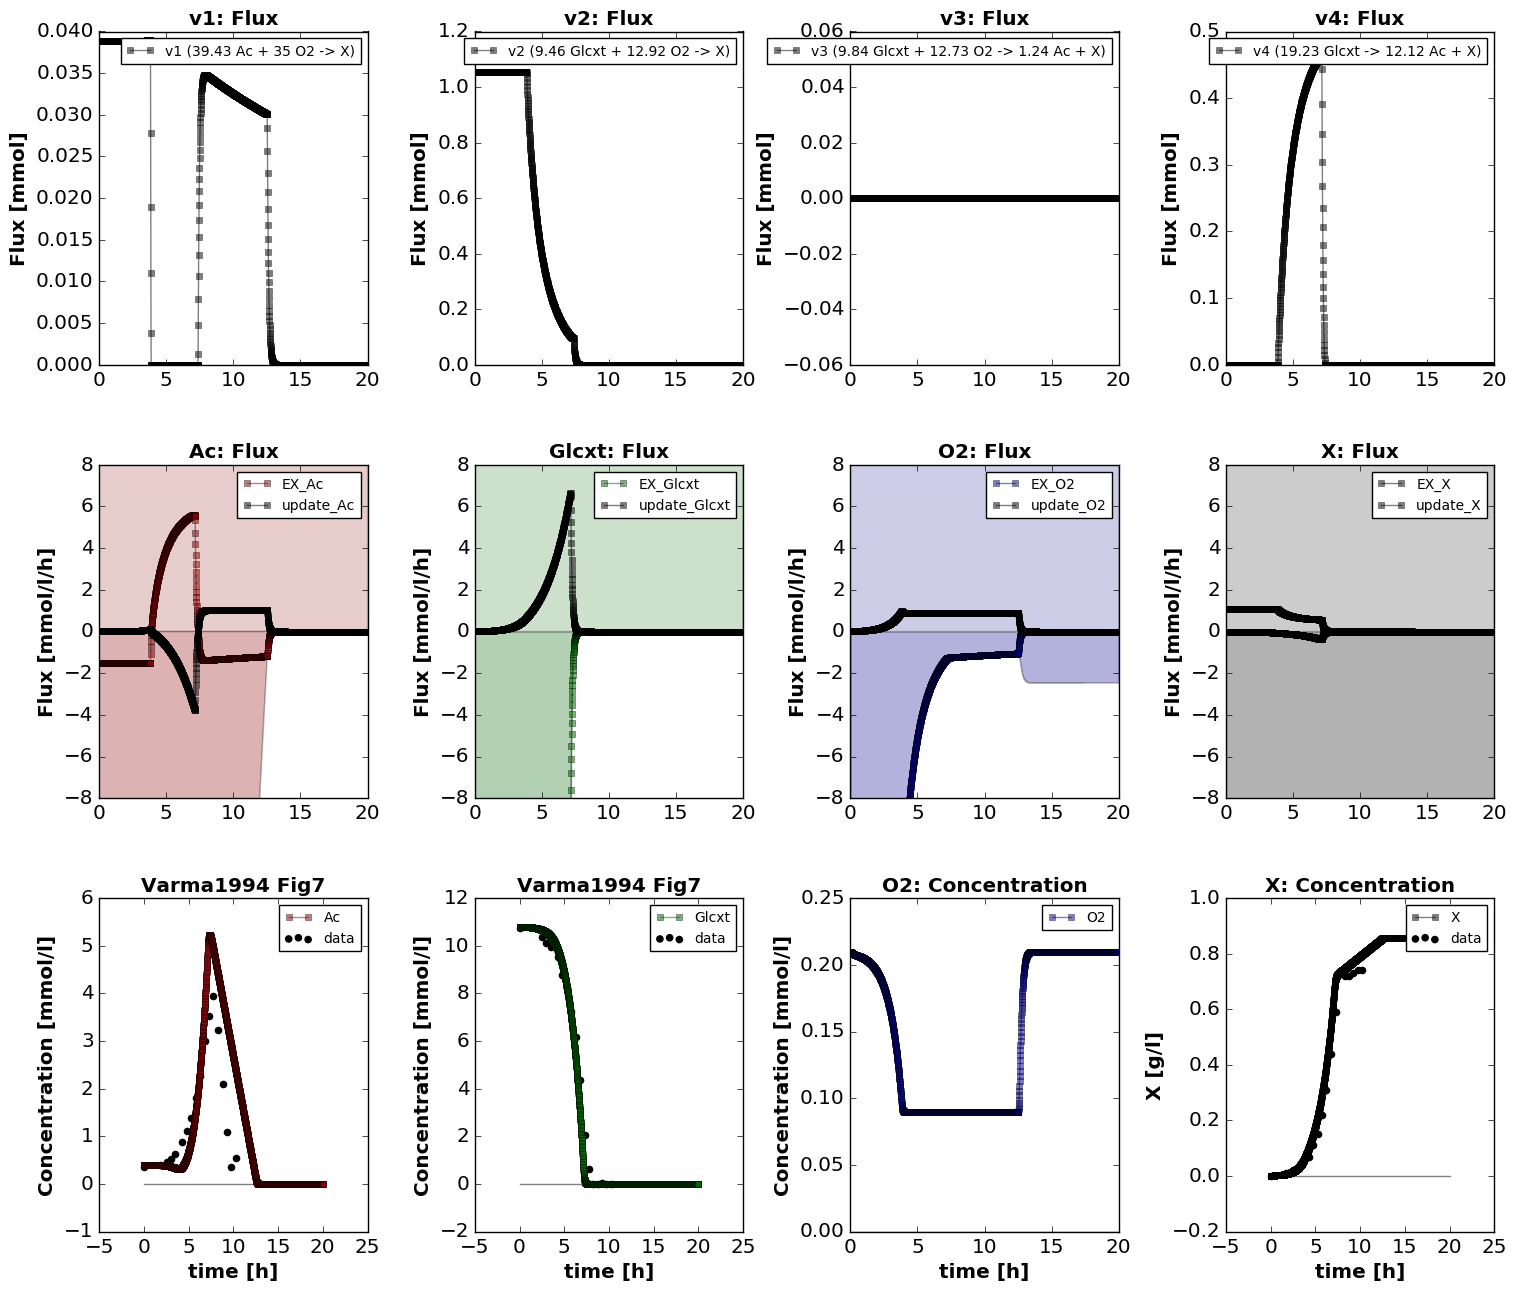 v1: Flux
v2: Flux
v3: Flux
v4: Flux
Flux [mmol]
0.040
0.035
0.030
0.025
0.020
0.015
0.010
0.005
0.000
0 5 10 15 20
v1 (39.43 Ac + 35 O2 -> X)
Flux [mmol]
1.2
1.0
0.8
0.6
0.4
0.2
0.0
0 5 10 15 20
v2 (9.46 Glcxt + 12.92 O2 -> X)
Flux [mmol]
0.06
0.04
0.02
0.00
−0.02
−0.04
−0.06
0 5 10 15 20
v3 (9.84 Glcxt + 12.73 O2 -> 1.24 Ac + X)
Flux [mmol]
0.5
0.4
0.3
0.2
0.1
0.0
0 5 10 15 20
v4 (19.23 Glcxt -> 12.12 Ac + X)
Ac: Flux
Glcxt: Flux
O2: Flux
X: Flux
Flux [mmol/l/h]
8
6
4
2
0
−2
−4
−6
−8
0 5 10 15 20
EX_Ac
update_Ac
Flux [mmol/l/h]
8
6
4
2
0
−2
−4
−6
−8
0 5 10 15 20
EX_Glcxt
update_Glcxt
Flux [mmol/l/h]
8
6
4
2
0
−2
−4
−6
−8
0 5 10 15 20
EX_O2
update_O2
Flux [mmol/l/h]
8
6
4
2
0
−2
−4
−6
−8
0 5 10 15 20
EX_X
update_X
Varma1994 Fig7
Varma1994 Fig7
O2: Concentration
X: Concentration
Concentration [mmol/l]
6
5
4
3
2
1
0
−1
−5 0 5 10 15 20 25
time [h]
Ac
data
Concentration [mmol/l]
12
10
8
6
4
2
0
−2
−5 0 5 10 15 20 25
time [h]
Glcxt
data
Concentration [mmol/l]
0.25
0.20
0.15
0.10
0.05
0.00
0 5 10 15 20
time [h]
O2
X [g/l]
1.0
0.8
0.6
0.4
0.2
0.0
−0.2
−5 0 5 10 15 20 25
time [h]
X
data